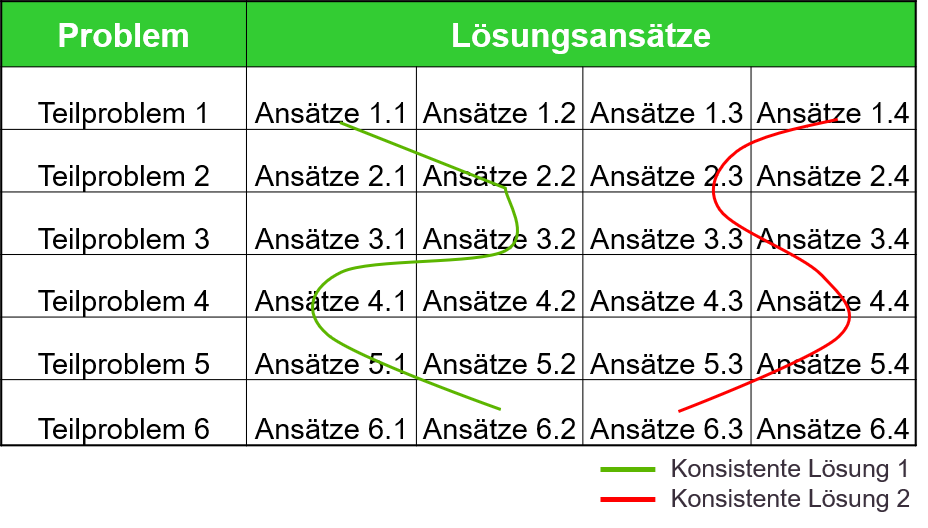 Problem Lösungsansätze
Teilproblem 1 Ansätze 1.1 Ansätze 1.2 Ansätze 1.3 Ansätze 1.4
Teilproblem 2 Ansätze 2.1 Ansätze 2.2 Ansätze 2.3 Ansätze 2.4
Teilproblem 3 Ansätze 3.1 Ansätze 3.2 Ansätze 3.3 Ansätze 3.4
Teilproblem 4 Ansätze 4.1 Ansätze 4.2 Ansätze 4.3 Ansätze 4.4
Teilproblem 5 Ansätze 5.1 Ansätze 5.2 Ansätze 5.3 Ansätze 5.4
Teilproblem 6 Ansätze 6.1 Ansätze 6.2 Ansätze 6.3 Ansätze 6.4
Konsistente Lösung 1
Konsistente Lösung 2